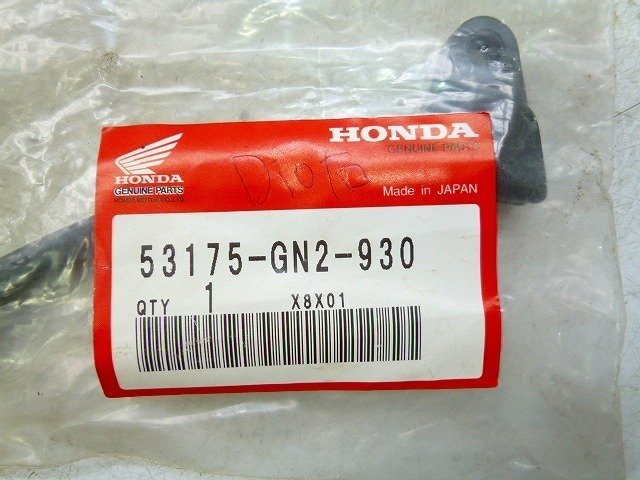 HONDA
GENUINE PARTS
HONDA MOTOR CO.,LTD.
HONDA
GENUINE PARTS
Made in JAPAN
53175-GN2-930
QTY 1 X8X01